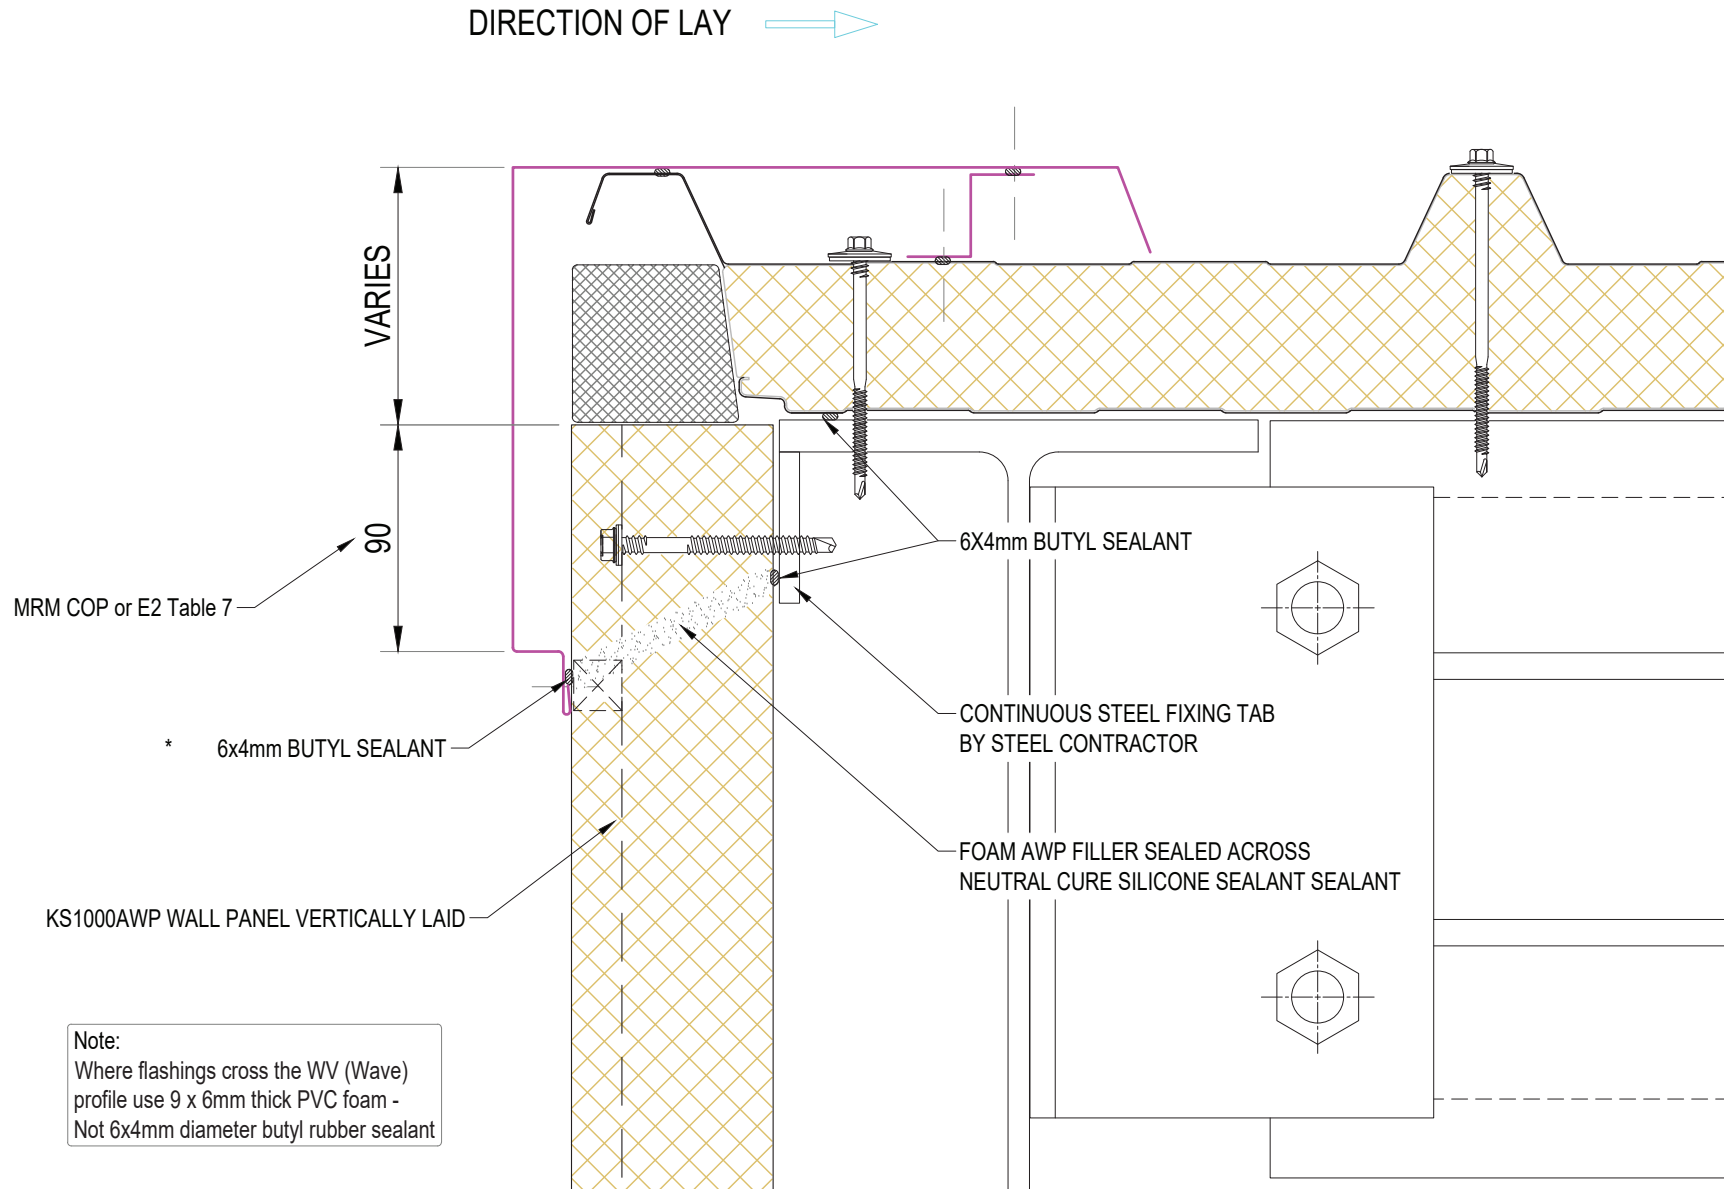 DIRECTION OF LAY
VARIES
90
MRM COP or E2 Table 7
6X4mm BUTYL SEALANT
CONTINUOUS STEEL FIXING TAB
BY STEEL CONTRACTOR
* 6x4mm BUTYL SEALANT
FOAM AWP FILLER SEALED ACROSS
NEUTRAL CURE SILICONE SEALANT SEALANT
KS1000AWP WALL PANEL VERTICALLY LAID
Note:
Where flashings cross the WV (Wave)
profile use 9 x 6mm thick PVC foam -
Not 6x4mm diameter butyl rubber sealant